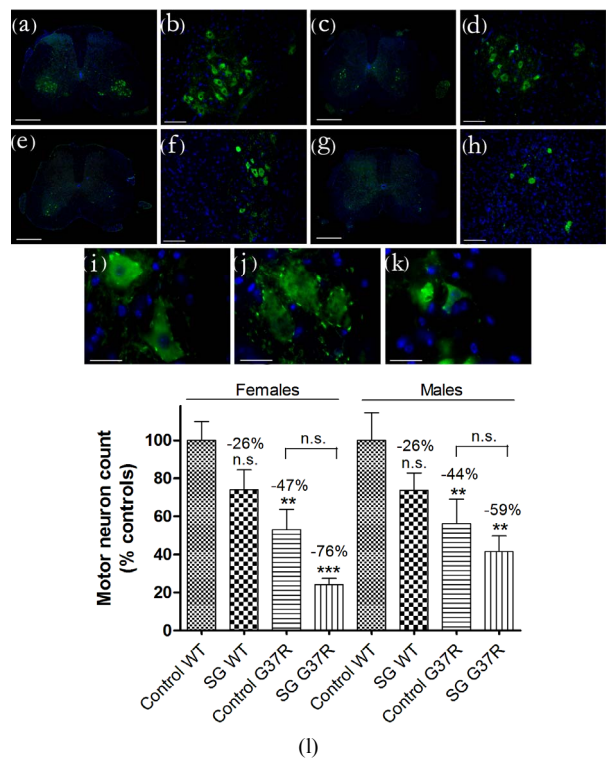 (a) (b) (c) (d)
(e) (f) (g) (h)
(i) (j) (k)
Females Males
Motor neuron count
(% controls)
100
80
60
40
20
0
-26%
n.s.
-47%
**
n.s.
-76%
***
-26%
n.s.
-44%
**
n.s.
-59%
**
Control WT
SG WT
Control G37R
SG G37R
Control WT
SG WT
Control G37R
SG G37R
(l)